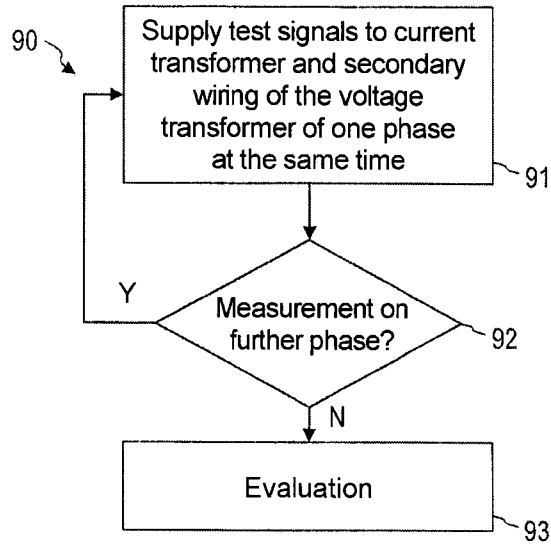 90
Supply test signals to current
transformer and secondary
wiring of the voltage
transformer of one phase
at the same time
91
Y
Measurement on
further phase?
92
N
Evaluation
93